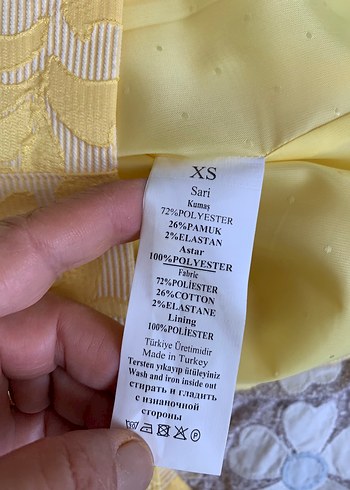 XS
Sari
Kumaş
72%POLYESTER
26%PAMUK
2%ELASTAN
Astar
100%POLYESTER
Fabric
72%POLİESTER
26%COTTON
2%ELASTANE
Lining
100%POLİESTER
Türkiye Üretimidir
Made in Turkey
Tersten yıkayıp ütüleyiniz
Wash and iron inside out
стирать и гладить
с изнаночной
стороны